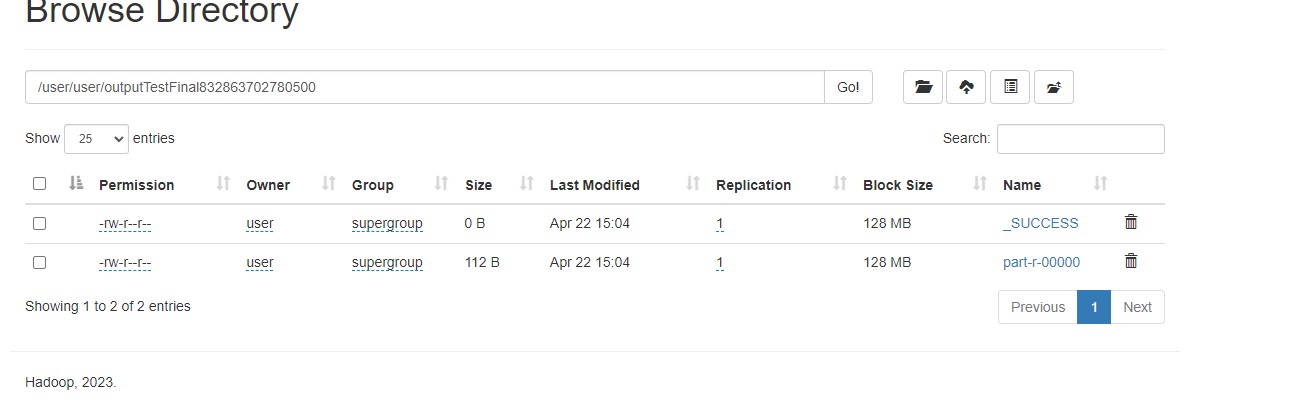 Browse Directory
/user/user/outputTestFinal832863702780500 Go!
Show 25 entries Search:
Permission Owner Group Size Last Modified Replication Block Size Name
-rw-r--r-- user supergroup 0 B Apr 22 15:04 1 128 MB _SUCCESS
-rw-r--r-- user supergroup 112 B Apr 22 15:04 1 128 MB part-r-00000
Showing 1 to 2 of 2 entries Previous 1 Next
Hadoop, 2023.